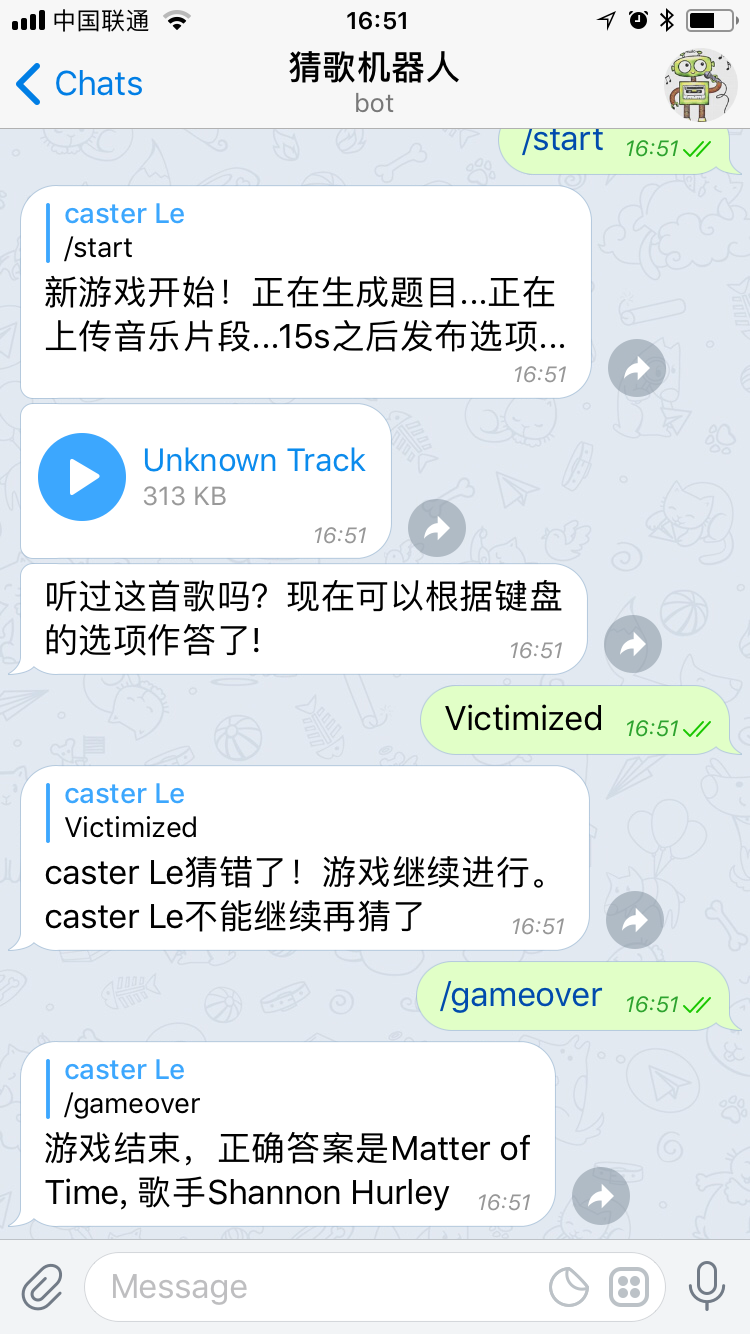 中国联通 16:51
Chats
猜歌机器人
bot
/start 16:51
caster Le
/start
新游戏开始！正在生成题目...正在
上传音乐片段...15s之后发布选项...
16:51
Unknown Track
313 KB
16:51
听过这首歌吗？现在可以根据键盘
的选项作答了!
16:51
Victimized 16:51
caster Le
Victimized
caster Le猜错了！游戏继续进行。
caster Le不能继续再猜了
16:51
/gameover 16:51
caster Le
/gameover
游戏结束，正确答案是Matter of
Time, 歌手Shannon Hurley
16:51
Message